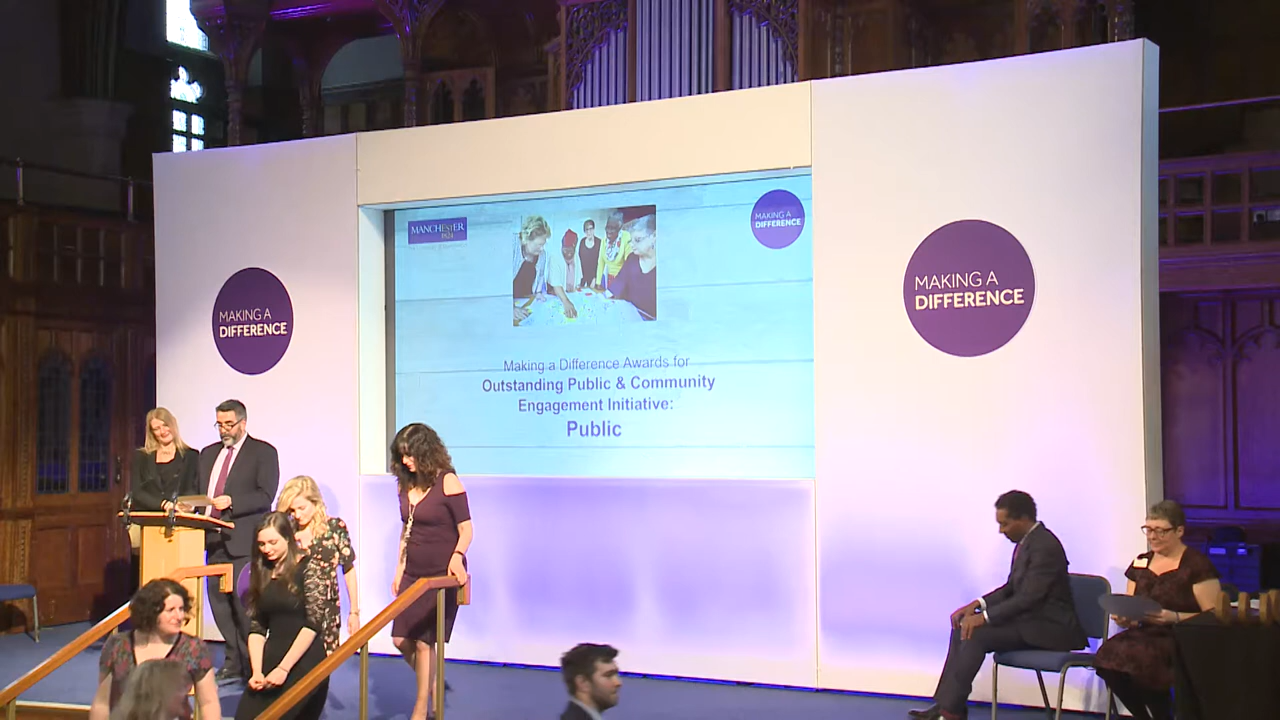 MANCHESTER
1824
MAKING A
DIFFERENCE
Making a Difference Awards for
Outstanding Public & Community
Engagement Initiative:
Public
MAKING A
DIFFERENCE
MAKING A
DIFFERENCE